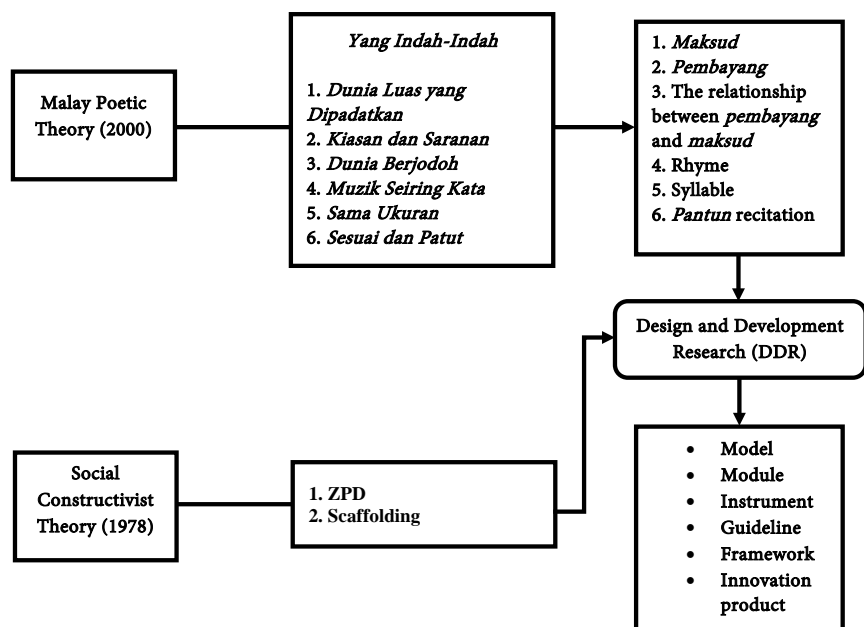 Malay Poetic
Theory (2000)
Yang Indah-Indah
1. Dunia Luas yang
Dipadatkan
2. Kiasan dan Saranan
3. Dunia Berjodoh
4. Muzik Seiring Kata
5. Sama Ukuran
6. Sesuai dan Patut
1. Maksud
2. Pembayang
3. The relationship
between pembayang
and maksud
4. Rhyme
5. Syllable
6. Pantun recitation
Design and Development
Research (DDR)
Social
Constructivist
Theory (1978)
1. ZPD
2. Scaffolding
• Model
• Module
• Instrument
• Guideline
• Framework
• Innovation
product